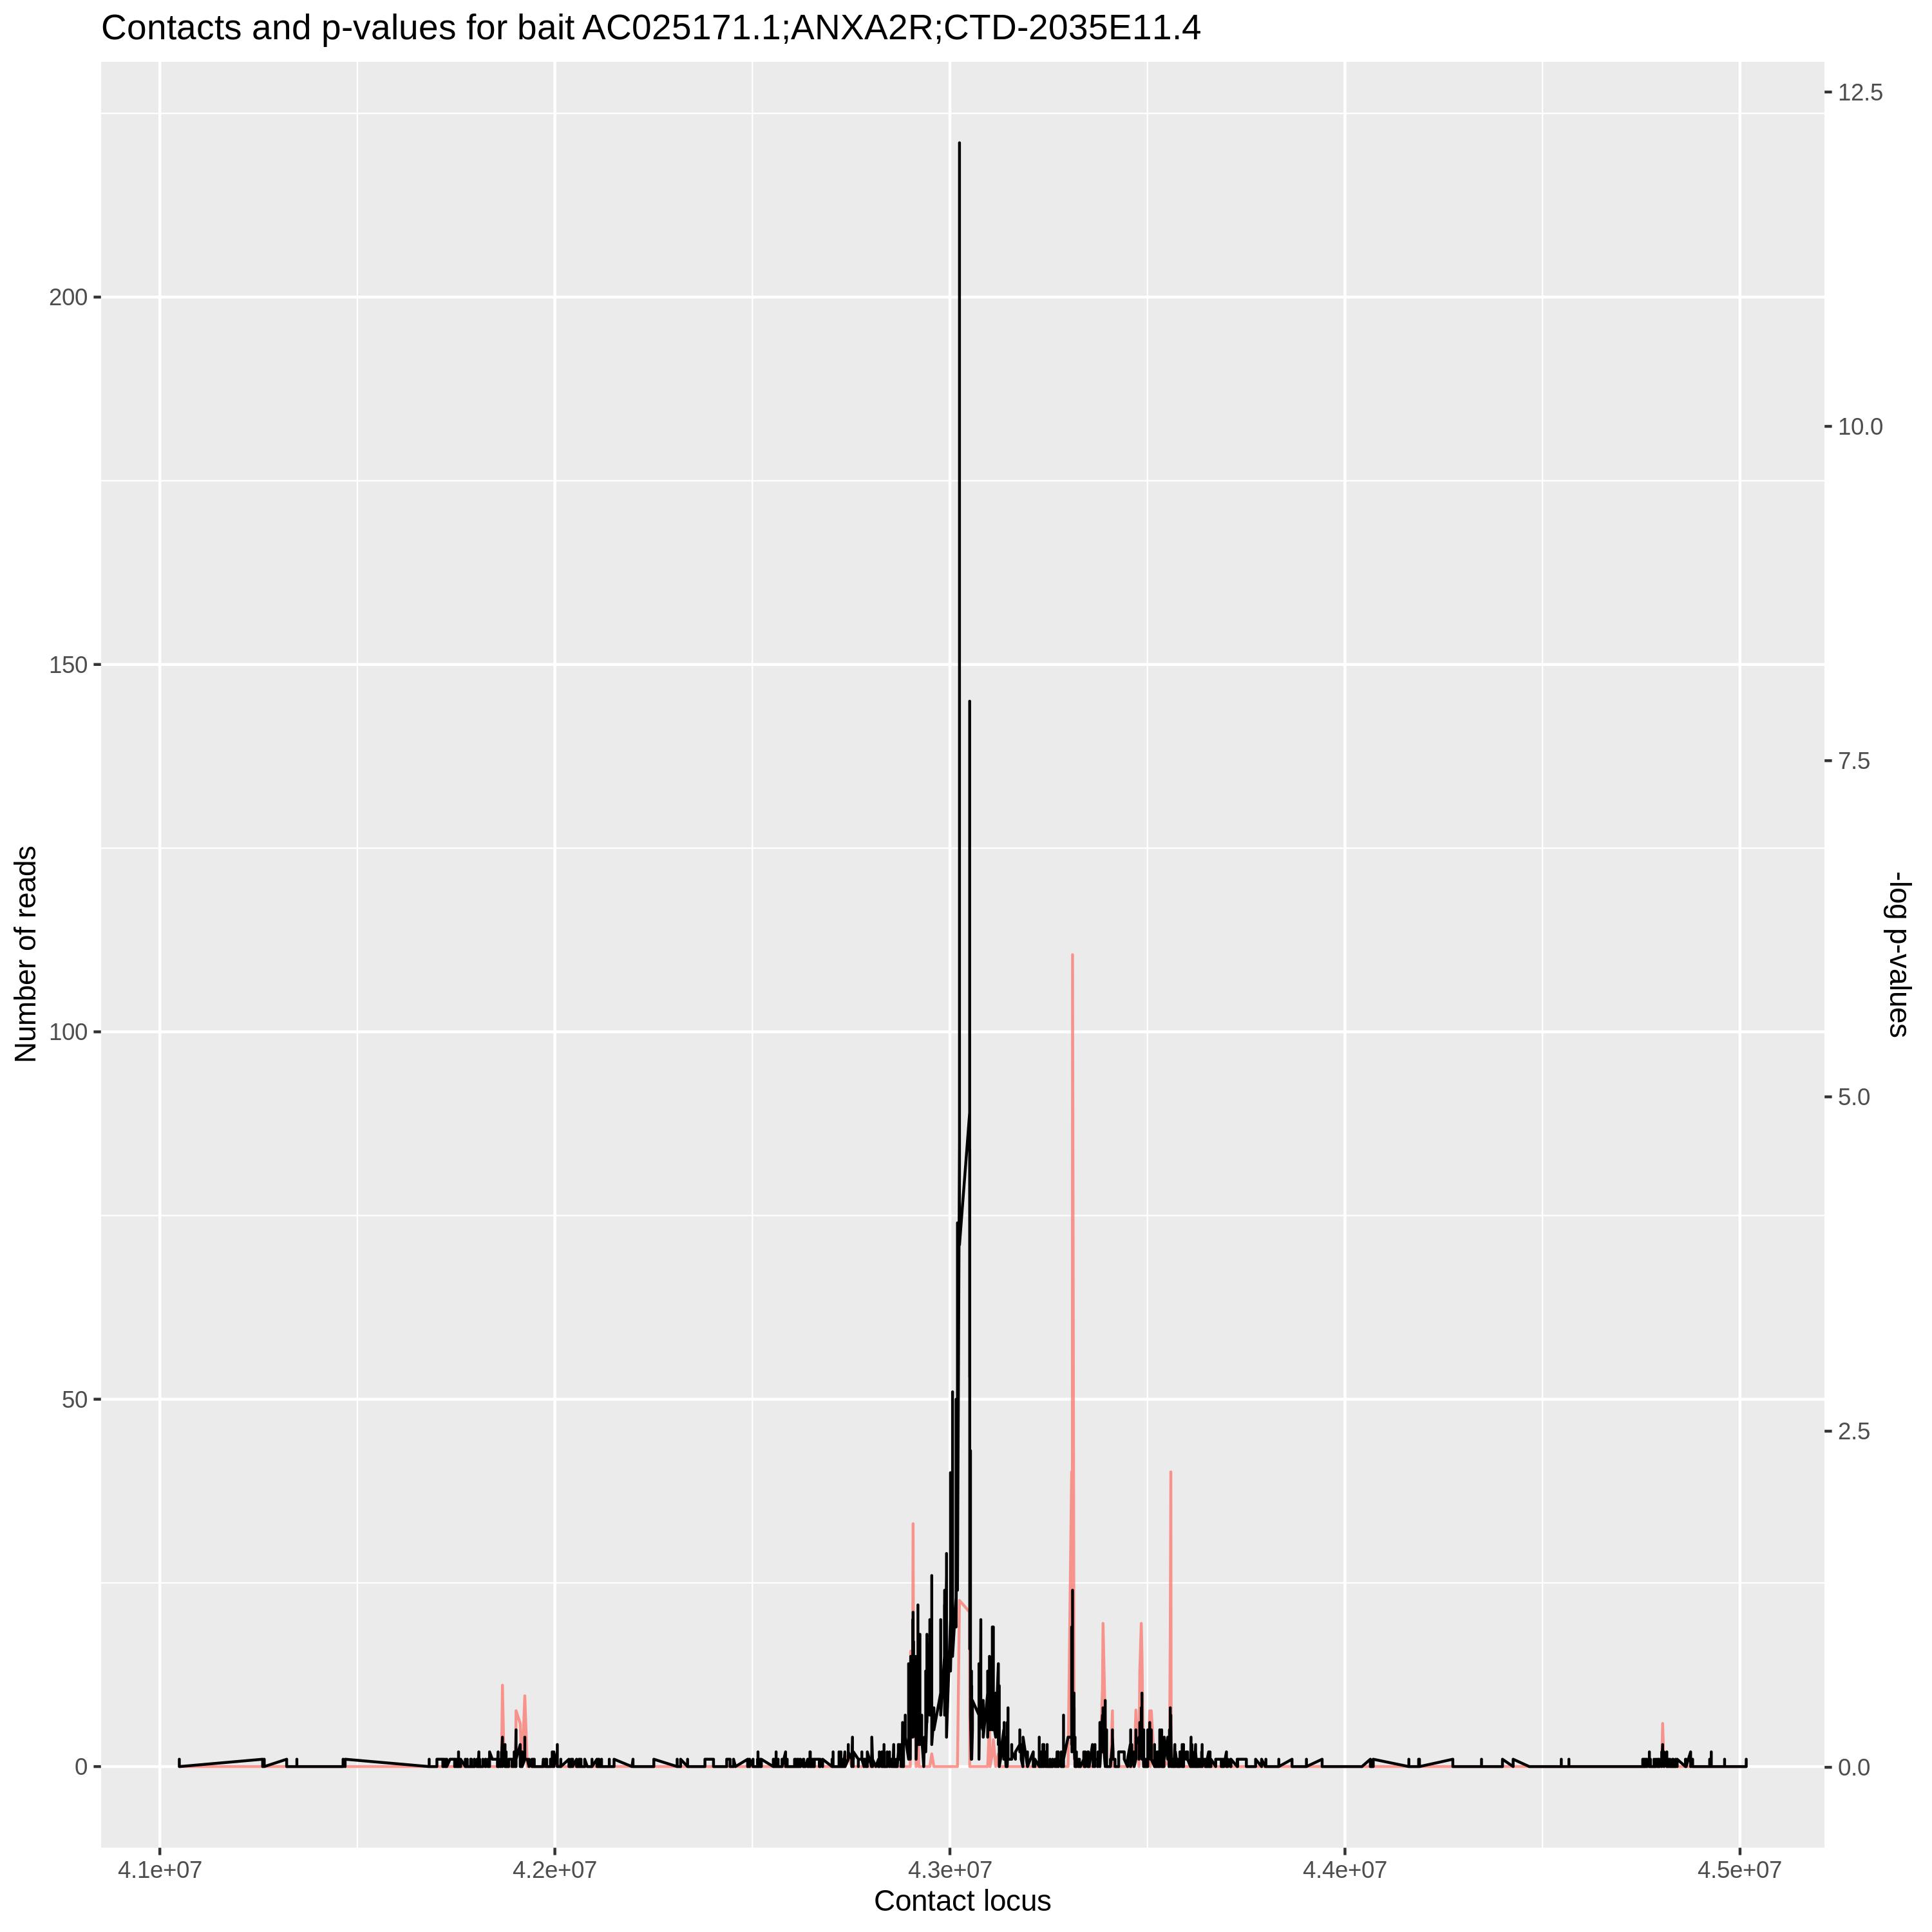 Contacts and p-values for bait AC025171.1;ANXA2R;CTD-2035E11.4
Number of reads
200
150
100
50
0
12.5
10.0
7.5
5.0
2.5
0.0
-log p-values
4.1e+07
4.2e+07
4.3e+07
4.4e+07
4.5e+07
Contact locus